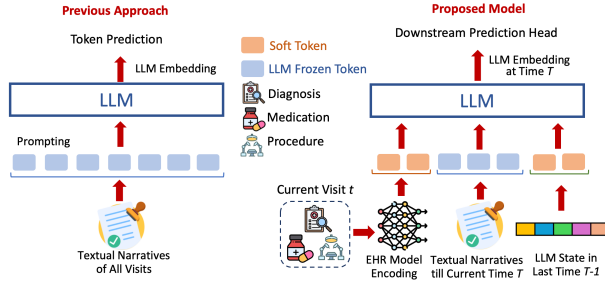 Previous Approach
Token Prediction
LLM Embedding
LLM
Prompting
Textual Narratives
of All Visits
Soft Token
LLM Frozen Token
Diagnosis
Medication
Procedure
Proposed Model
Downstream Prediction Head
LLM Embedding
at Time T
LLM
Current Visit t
EHR Model
Encoding
Textual Narratives
till Current Time T
LLM State in
Last Time T-1